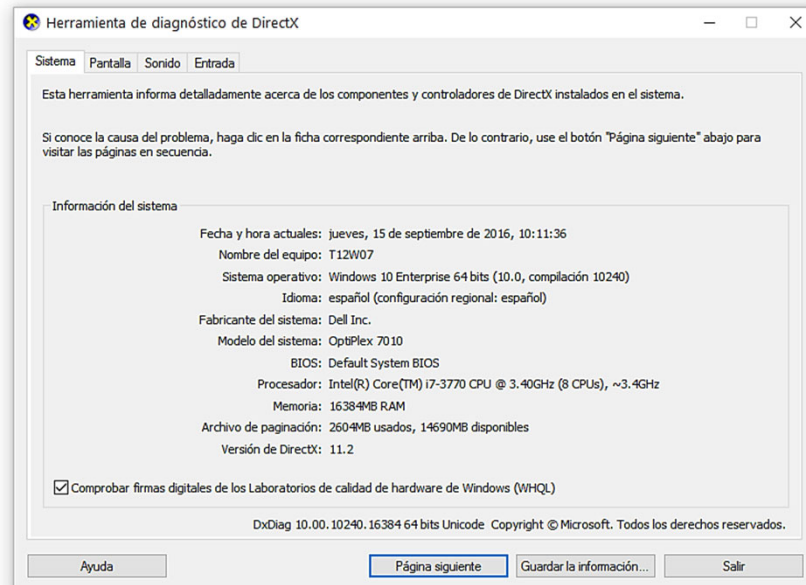 Herramienta de diagnóstico de DirectX
Sistema Pantalla Sonido Entrada
Esta herramienta informa detalladamente acerca de los componentes y controladores de DirectX instalados en el sistema.
Si conoce la causa del problema, haga clic en la ficha correspondiente arriba. De lo contrario, use el botón "Página siguiente" abajo para
visitar las páginas en secuencia.
Información del sistema
Fecha y hora actuales: jueves, 15 de septiembre de 2016, 10:11:36
Nombre del equipo: T12W07
Sistema operativo: Windows 10 Enterprise 64 bits (10.0, compilación 10240)
Idioma: español (configuración regional: español)
Fabricante del sistema: Dell Inc.
Modelo del sistema: OptiPlex 7010
BIOS: Default System BIOS
Procesador: Intel(R) Core(TM) i7-3770 CPU @ 3.40GHz (8 CPUs), ~3.4GHz
Memoria: 16384MB RAM
Archivo de paginación: 2604MB usados, 14690MB disponibles
Versión de DirectX: 11.2
Comprobar firmas digitales de los Laboratorios de calidad de hardware de Windows (WHQL)
DxDiag 10.00.10240.16384 64 bits Unicode Copyright © Microsoft. Todos los derechos reservados.
Ayuda Página siguiente Guardar la información... Salir